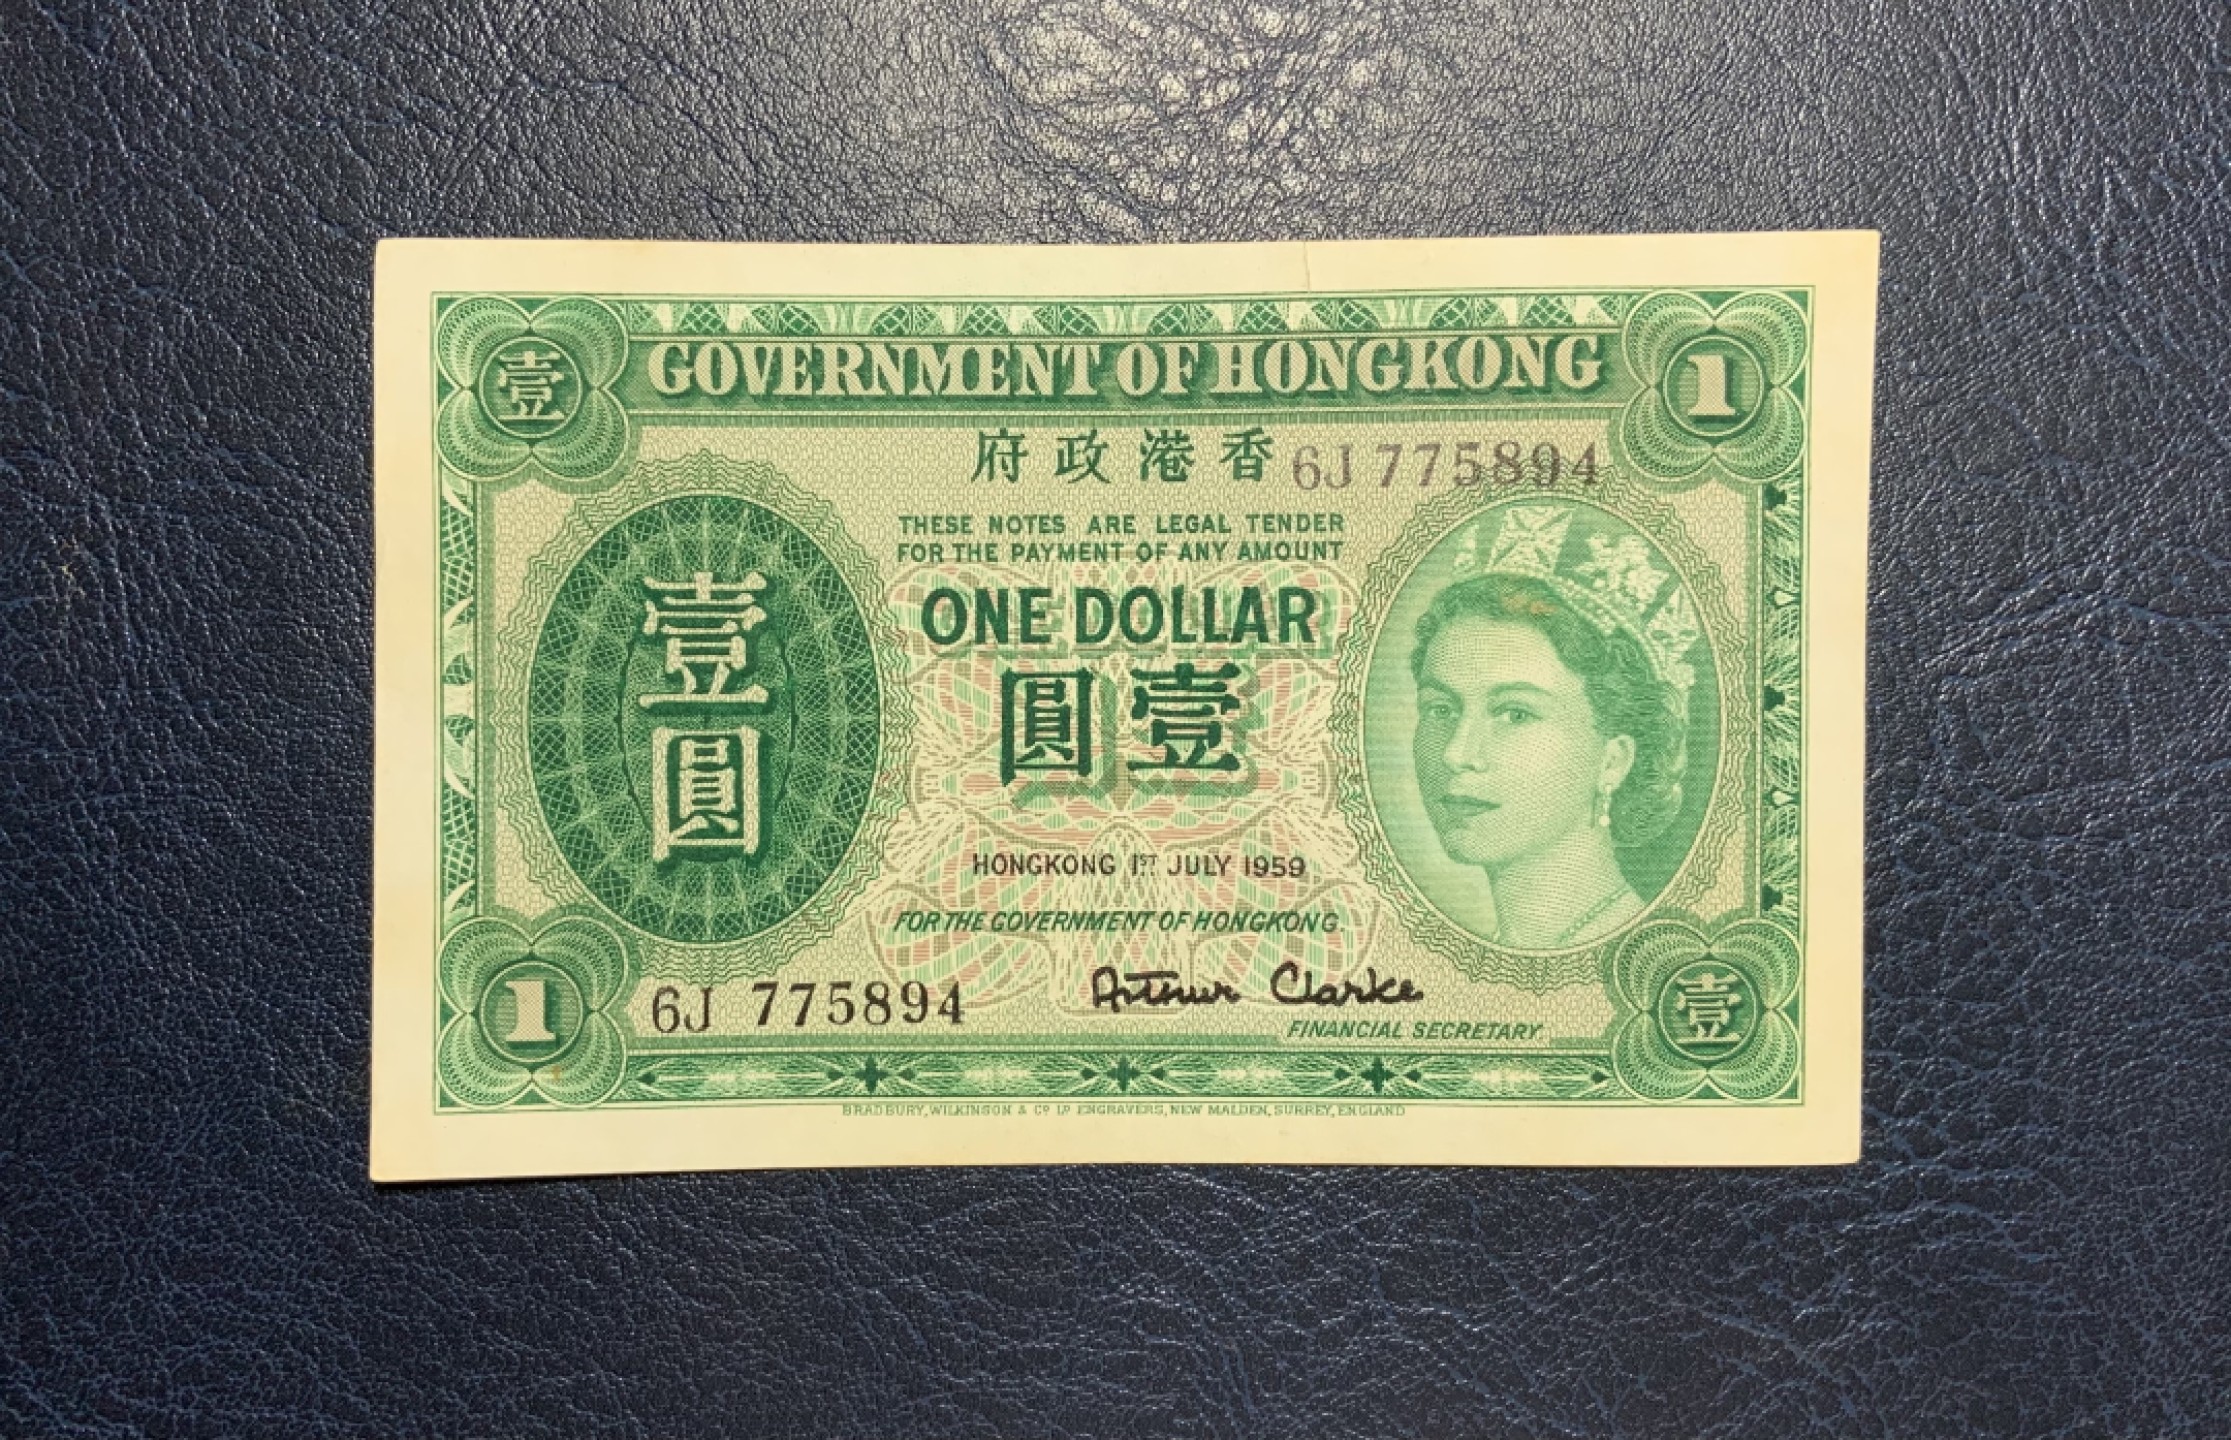 壹
GOVERNMENT OF HONGKONG
1
府政港香
6J 775894
THESE NOTES ARE LEGAL TENDER
FOR THE PAYMENT OF ANY AMOUNT
ONE DOLLAR
圓壹
壹圓
HONGKONG 1ST JULY 1959
FOR THE GOVERNMENT OF HONGKONG.
1
6J 775894
Arthur Clarke
FINANCIAL SECRETARY.
壹
BRADBURY, WILKINSON & Co LD ENGRAVERS, NEW MALDEN, SURREY, ENGLAND